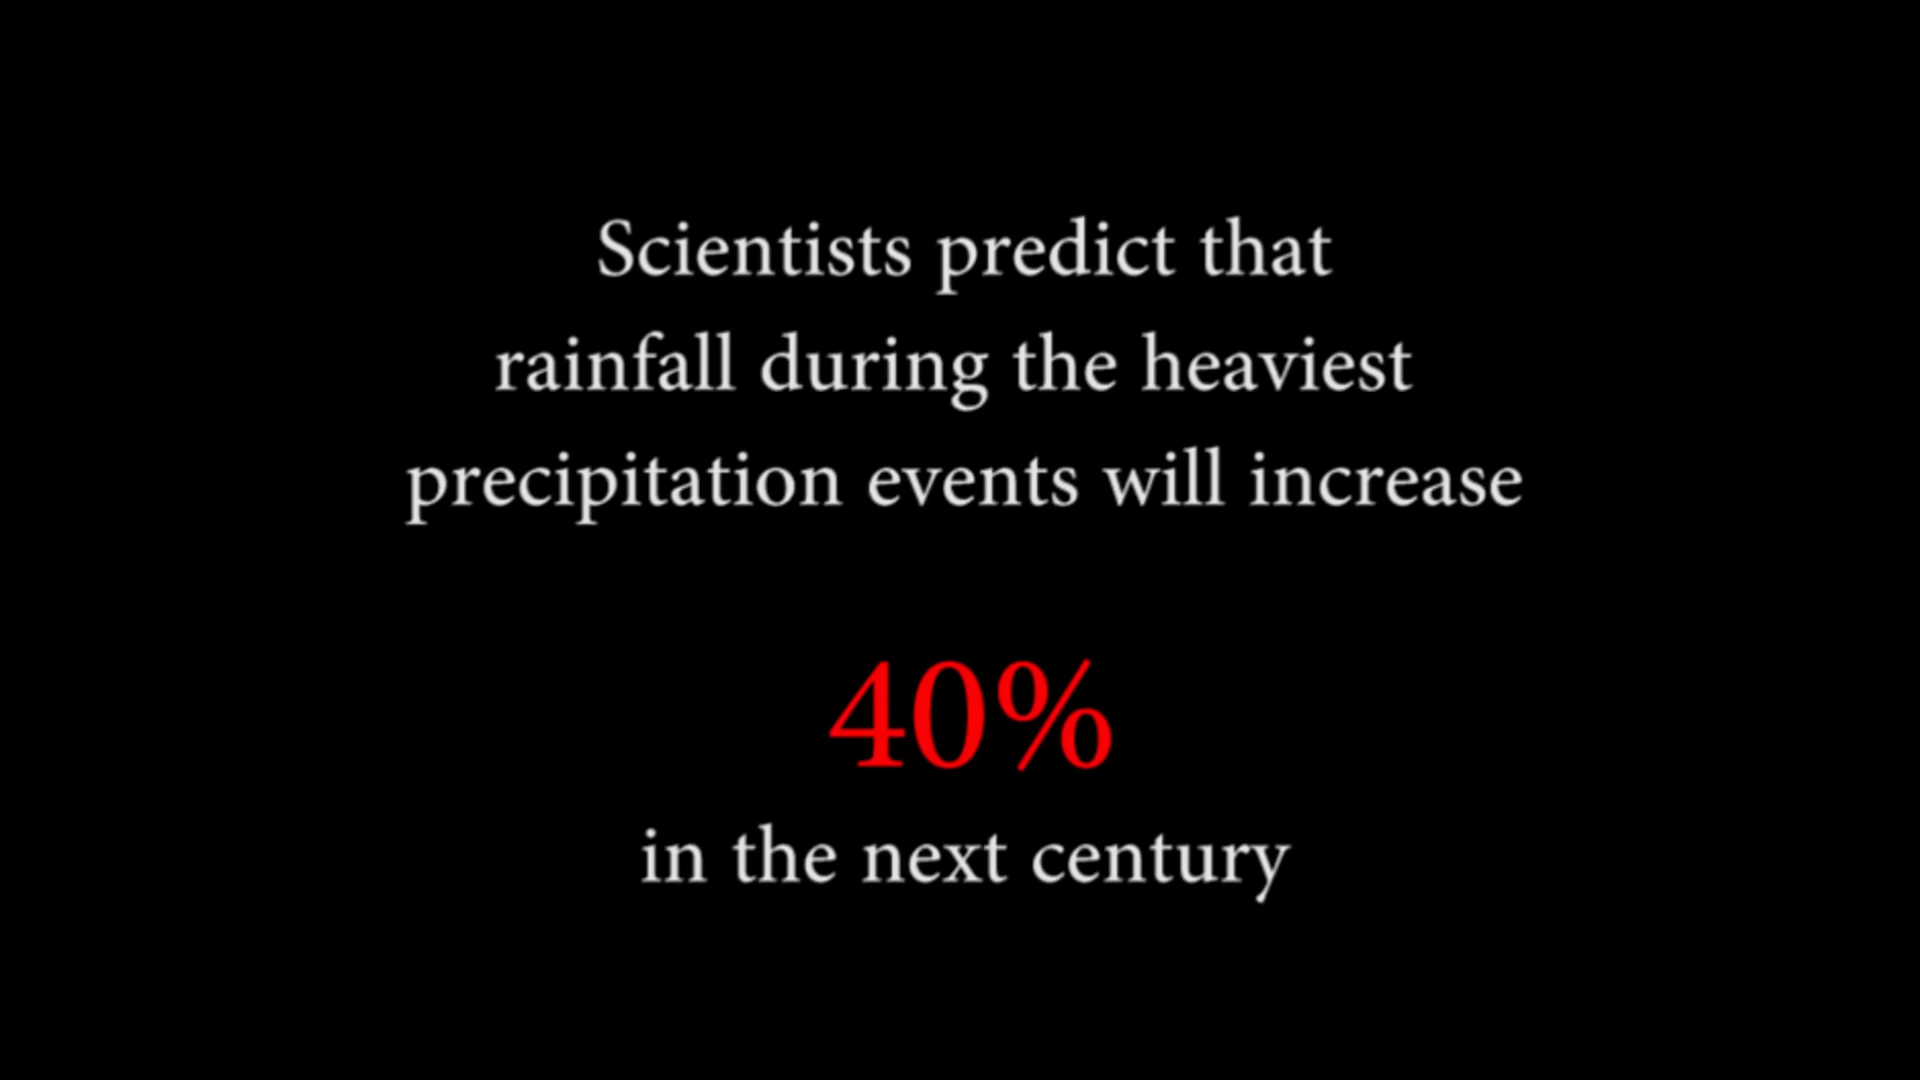 Scientists predict that
rainfall during the heaviest
precipitation events will increase
40%
in the next century